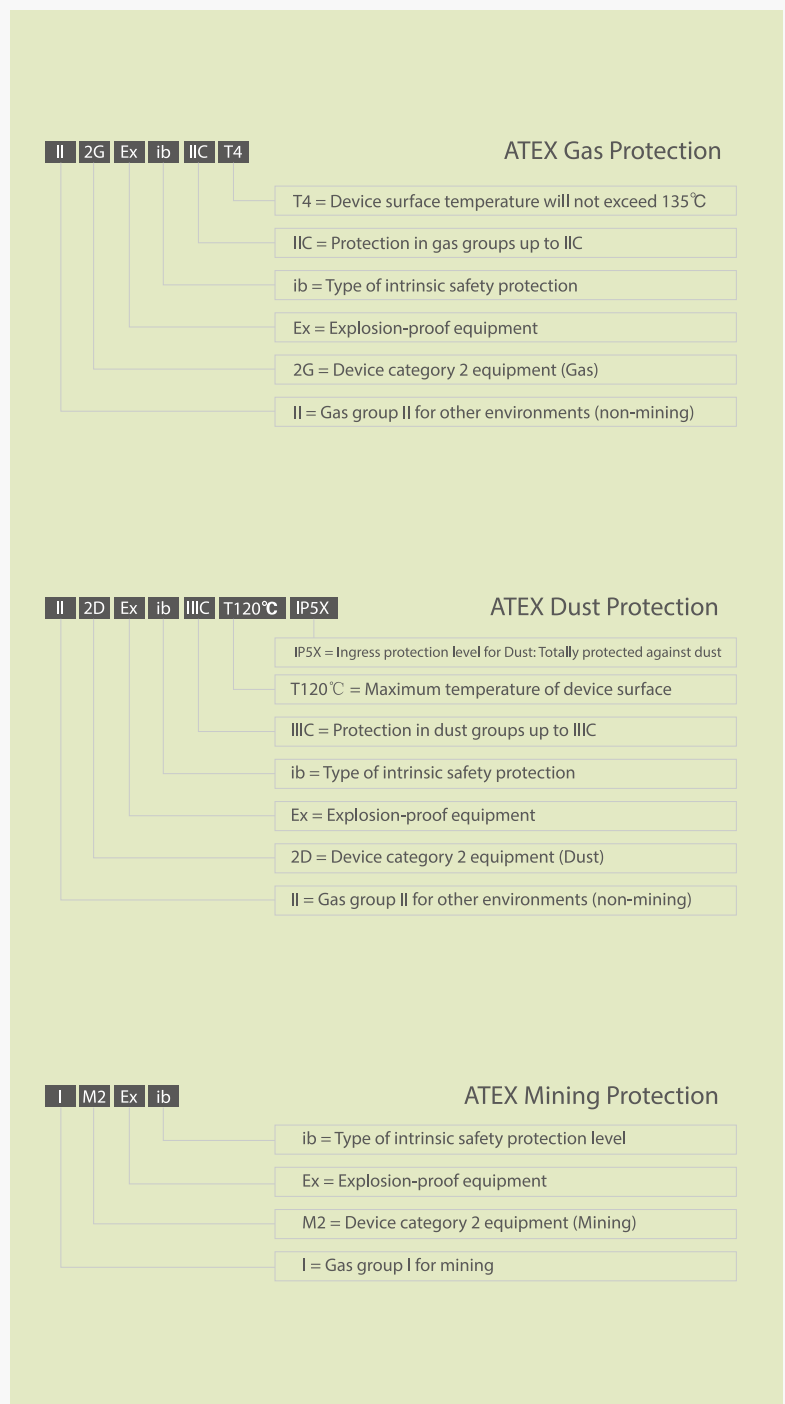 II 2G Ex ib IIC T4
ATEX Gas Protection
T4 = Device surface temperature will not exceed 135℃
IIC = Protection in gas groups up to IIC
ib = Type of intrinsic safety protection
Ex = Explosion-proof equipment
2G = Device category 2 equipment (Gas)
II = Gas group II for other environments (non-mining)
II 2D Ex ib IIIC T120℃ IP5X
ATEX Dust Protection
IP5X = Ingress protection level for Dust: Totally protected against dust
T120℃ = Maximum temperature of device surface
IIIC = Protection in dust groups up to IIIC
ib = Type of intrinsic safety protection
Ex = Explosion-proof equipment
2D = Device category 2 equipment (Dust)
II = Gas group II for other environments (non-mining)
I M2 Ex ib
ATEX Mining Protection
ib = Type of intrinsic safety protection level
Ex = Explosion-proof equipment
M2 = Device category 2 equipment (Mining)
I = Gas group I for mining